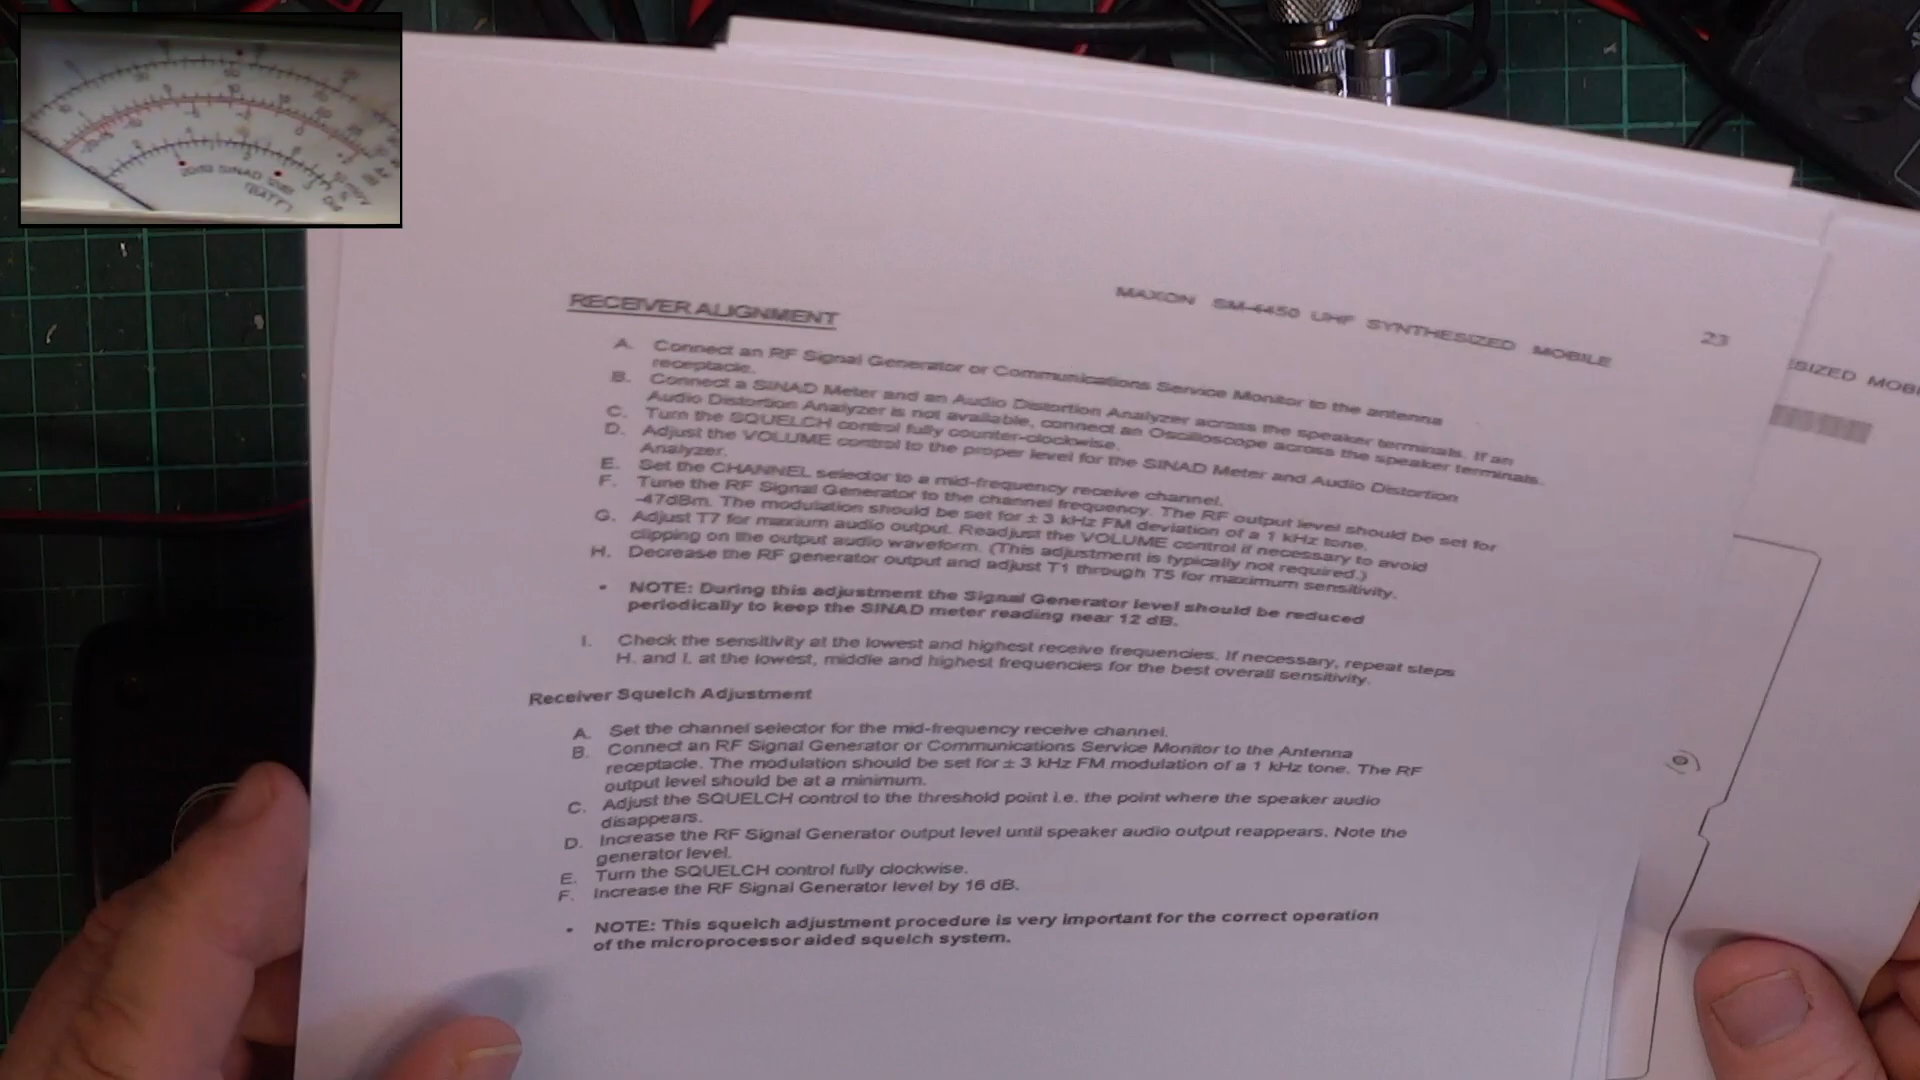 20dB SINAD 12dB
(BATT)
MAXON SM-4450 UHF SYNTHESIZED MOBILE 23
RECEIVER ALIGNMENT
A. Connect an RF Signal Generator or Communications Service Monitor to the antenna
receptacle.
B. Connect a SINAD Meter and an Audio Distortion Analyzer across the speaker terminals. If an
Audio Distortion Analyzer is not available, connect an Oscilloscope across the speaker terminals.
C. Turn the SQUELCH control fully counter-clockwise.
D. Adjust the VOLUME control to the proper level for the SINAD Meter and Audio Distortion
Analyzer.
E. Set the CHANNEL selector to a mid-frequency receive channel.
F. Tune the RF Signal Generator to the channel frequency. The RF output level should be set for
-47dBm. The modulation should be set for ± 3 kHz FM deviation of a 1 kHz tone.
G. Adjust T7 for maxium audio output. Readjust the VOLUME control if necessary to avoid
clipping on the output audio waveform. (This adjustment is typically not required.)
H. Decrease the RF generator output and adjust T1 through T5 for maximum sensitivity.
• NOTE: During this adjustment the Signal Generator level should be reduced
periodically to keep the SINAD meter reading near 12 dB.
I. Check the sensitivity at the lowest and highest receive frequencies. If necessary, repeat steps
H. and I. at the lowest, middle and highest frequencies for the best overall sensitivity.
Receiver Squelch Adjustment
A. Set the channel selector for the mid-frequency receive channel.
B. Connect an RF Signal Generator or Communications Service Monitor to the Antenna
receptacle. The modulation should be set for ± 3 kHz FM modulation of a 1 kHz tone. The RF
output level should be at a minimum.
C. Adjust the SQUELCH control to the threshold point i.e. the point where the speaker audio
disappears.
D. Increase the RF Signal Generator output level until speaker audio output reappears. Note the
generator level.
E. Turn the SQUELCH control fully clockwise.
F. Increase the RF Signal Generator level by 16 dB.
• NOTE: This squelch adjustment procedure is very important for the correct operation
of the microprocessor aided squelch system.
SIZED MOBI